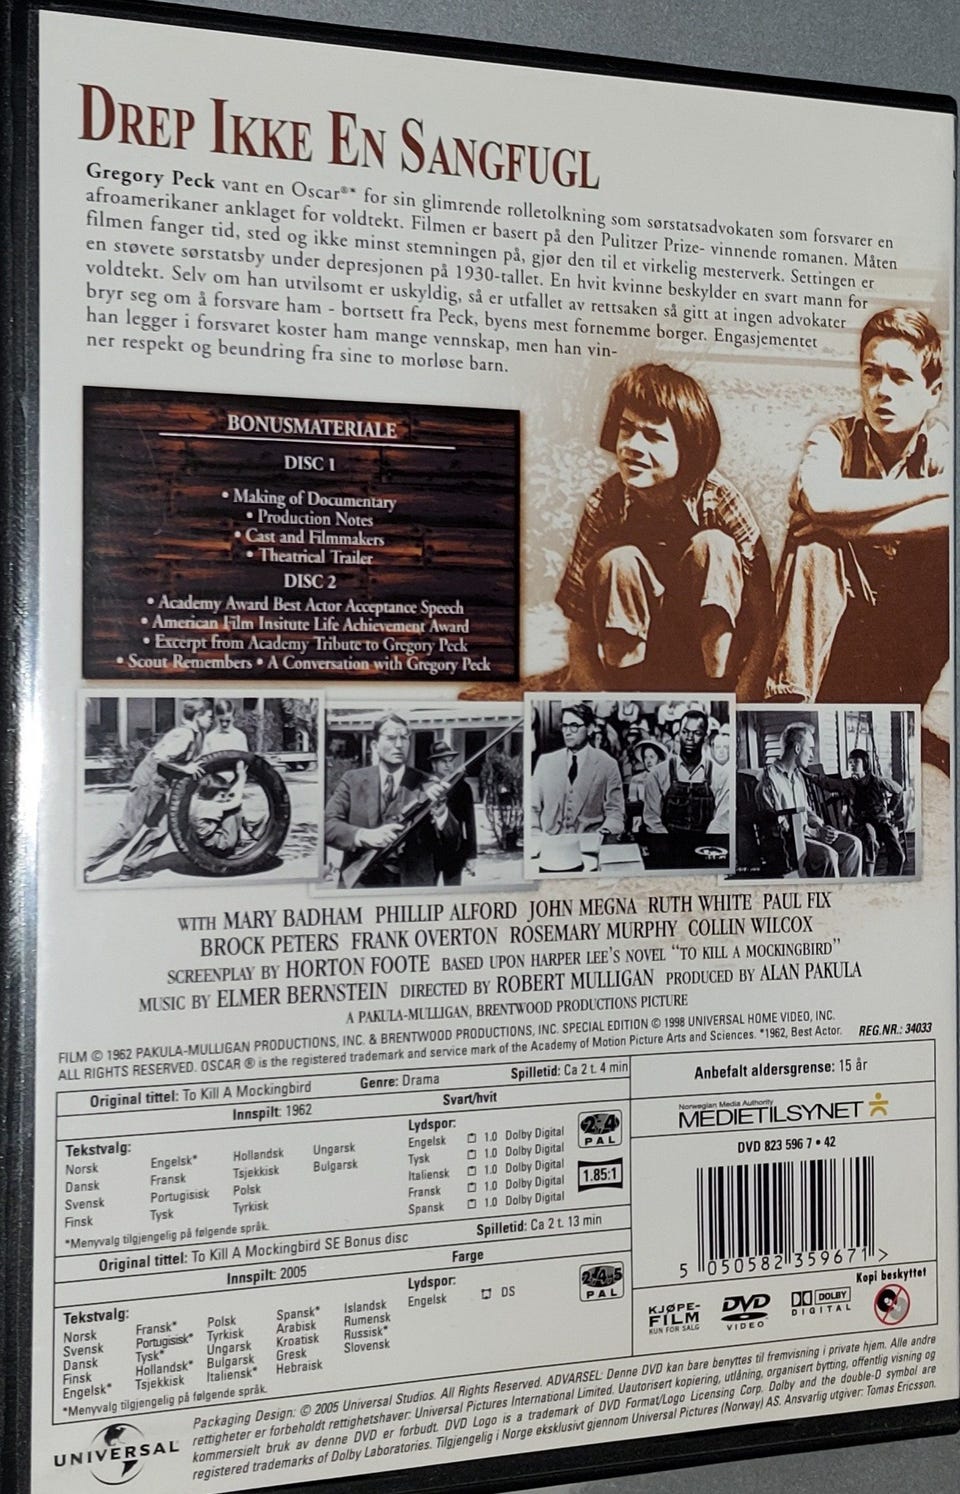 DREP IKKE EN SANGFUGL
Gregory Peck vant en Oscar®* for sin glimrende rolletolkning som sørstatsadvokaten som forsvarer en
afroamerikaner anklaget for voldtekt. Filmen er basert på den Pulitzer Prize- vinnende romanen. Måten
filmen fanger tid, sted og ikke minst stemningen på, gjør den til et virkelig mesterverk. Settingen er
en støvete sørstatsby under depresjonen på 1930-tallet. En hvit kvinne beskylder en svart mann for
voldtekt. Selv om han utvilsomt er uskyldig, så er utfallet av rettsaken så gitt at ingen advokater
bryr seg om å forsvare ham - bortsett fra Peck, byens mest fornemme borger. Engasjementet
han legger i forsvaret koster ham mange vennskap, men han vin-
ner respekt og beundring fra sine to morløse barn.
BONUSMATERIALE
DISC 1
• Making of Documentary
• Production Notes
• Cast and Filmmakers
• Theatrical Trailer
DISC 2
• Academy Award Best Actor Acceptance Speech
• American Film Insitute Life Achievement Award
• Excerpt from Academy Tribute to Gregory Peck
• Scout Remembers • A Conversation with Gregory Peck
WITH MARY BADHAM PHILLIP ALFORD JOHN MEGNA RUTH WHITE PAUL FIX
BROCK PETERS FRANK OVERTON ROSEMARY MURPHY COLLIN WILCOX
SCREENPLAY BY HORTON FOOTE BASED UPON HARPER LEE'S NOVEL "TO KILL A MOCKINGBIRD"
MUSIC BY ELMER BERNSTEIN DIRECTED BY ROBERT MULLIGAN PRODUCED BY ALAN PAKULA
A PAKULA-MULLIGAN, BRENTWOOD PRODUCTIONS PICTURE
FILM © 1962 PAKULA-MULLIGAN PRODUCTIONS, INC. & BRENTWOOD PRODUCTIONS, INC. SPECIAL EDITION © 1998 UNIVERSAL HOME VIDEO, INC.
ALL RIGHTS RESERVED. OSCAR ® is the registered trademark and service mark of the Academy of Motion Picture Arts and Sciences. *1962, Best Actor. REG.NR.: 34033
Original tittel: To Kill A Mockingbird Genre: Drama Spilletid: Ca 2 t. 4 min
Innspilt: 1962 Svart/hvit
Tekstvalg: Lydspor:
Norsk Engelsk* Hollandsk Ungarsk Engelsk 1.0 Dolby Digital
Dansk Fransk Tsjekkisk Bulgarsk Tysk 1.0 Dolby Digital
Svensk Portugisisk Polsk Italiensk 1.0 Dolby Digital
Finsk Tysk Tyrkisk Fransk 1.0 Dolby Digital
Spansk 1.0 Dolby Digital
*Menyvalg tilgjengelig på følgende språk.
2-4
PAL
1.85:1
Original tittel: To Kill A Mockingbird SE Bonus disc Spilletid: Ca 2 t. 13 min
Innspilt: 2005 Farge
Tekstvalg: Lydspor:
Norsk Fransk* Polsk Spansk* Islandsk Engelsk DS
Svensk Portugisisk* Tyrkisk Arabisk Rumensk
Dansk Tysk* Ungarsk Kroatisk Russisk*
Finsk Hollandsk* Bulgarsk Gresk Slovensk
Engelsk* Tsjekkisk Italiensk* Hebraisk
*Menyvalg tilgjengelig på følgende språk.
2-4-5
PAL
Anbefalt aldersgrense: 15 år
Norwegian Media Authority
MEDIETILSYNET
DVD 823 596 7 • 42
5 050582 359671 >
Kopi beskyttet
KJØPE-
FILM
KUN FOR SALG
DVD
VIDEO
DOLBY
DIGITAL
UNIVERSAL
Packaging Design: © 2005 Universal Studios. All Rights Reserved. ADVARSEL: Denne DVD kan bare benyttes til fremvisning i private hjem. Alle andre
rettigheter er forbeholdt rettighetshaver: Universal Pictures International Limited. Uautorisert kopiering, utlåning, organisert bytting, offentlig visning og
kommersielt bruk av denne DVD er forbudt. DVD Logo is a trademark of DVD Format/Logo Licensing Corp. Dolby and the double-D symbol are
registered trademarks of Dolby Laboratories. Tilgjengelig i Norge eksklusivt gjennom Universal Pictures (Norway) AS. Ansvarlig utgiver: Tomas Ericsson.